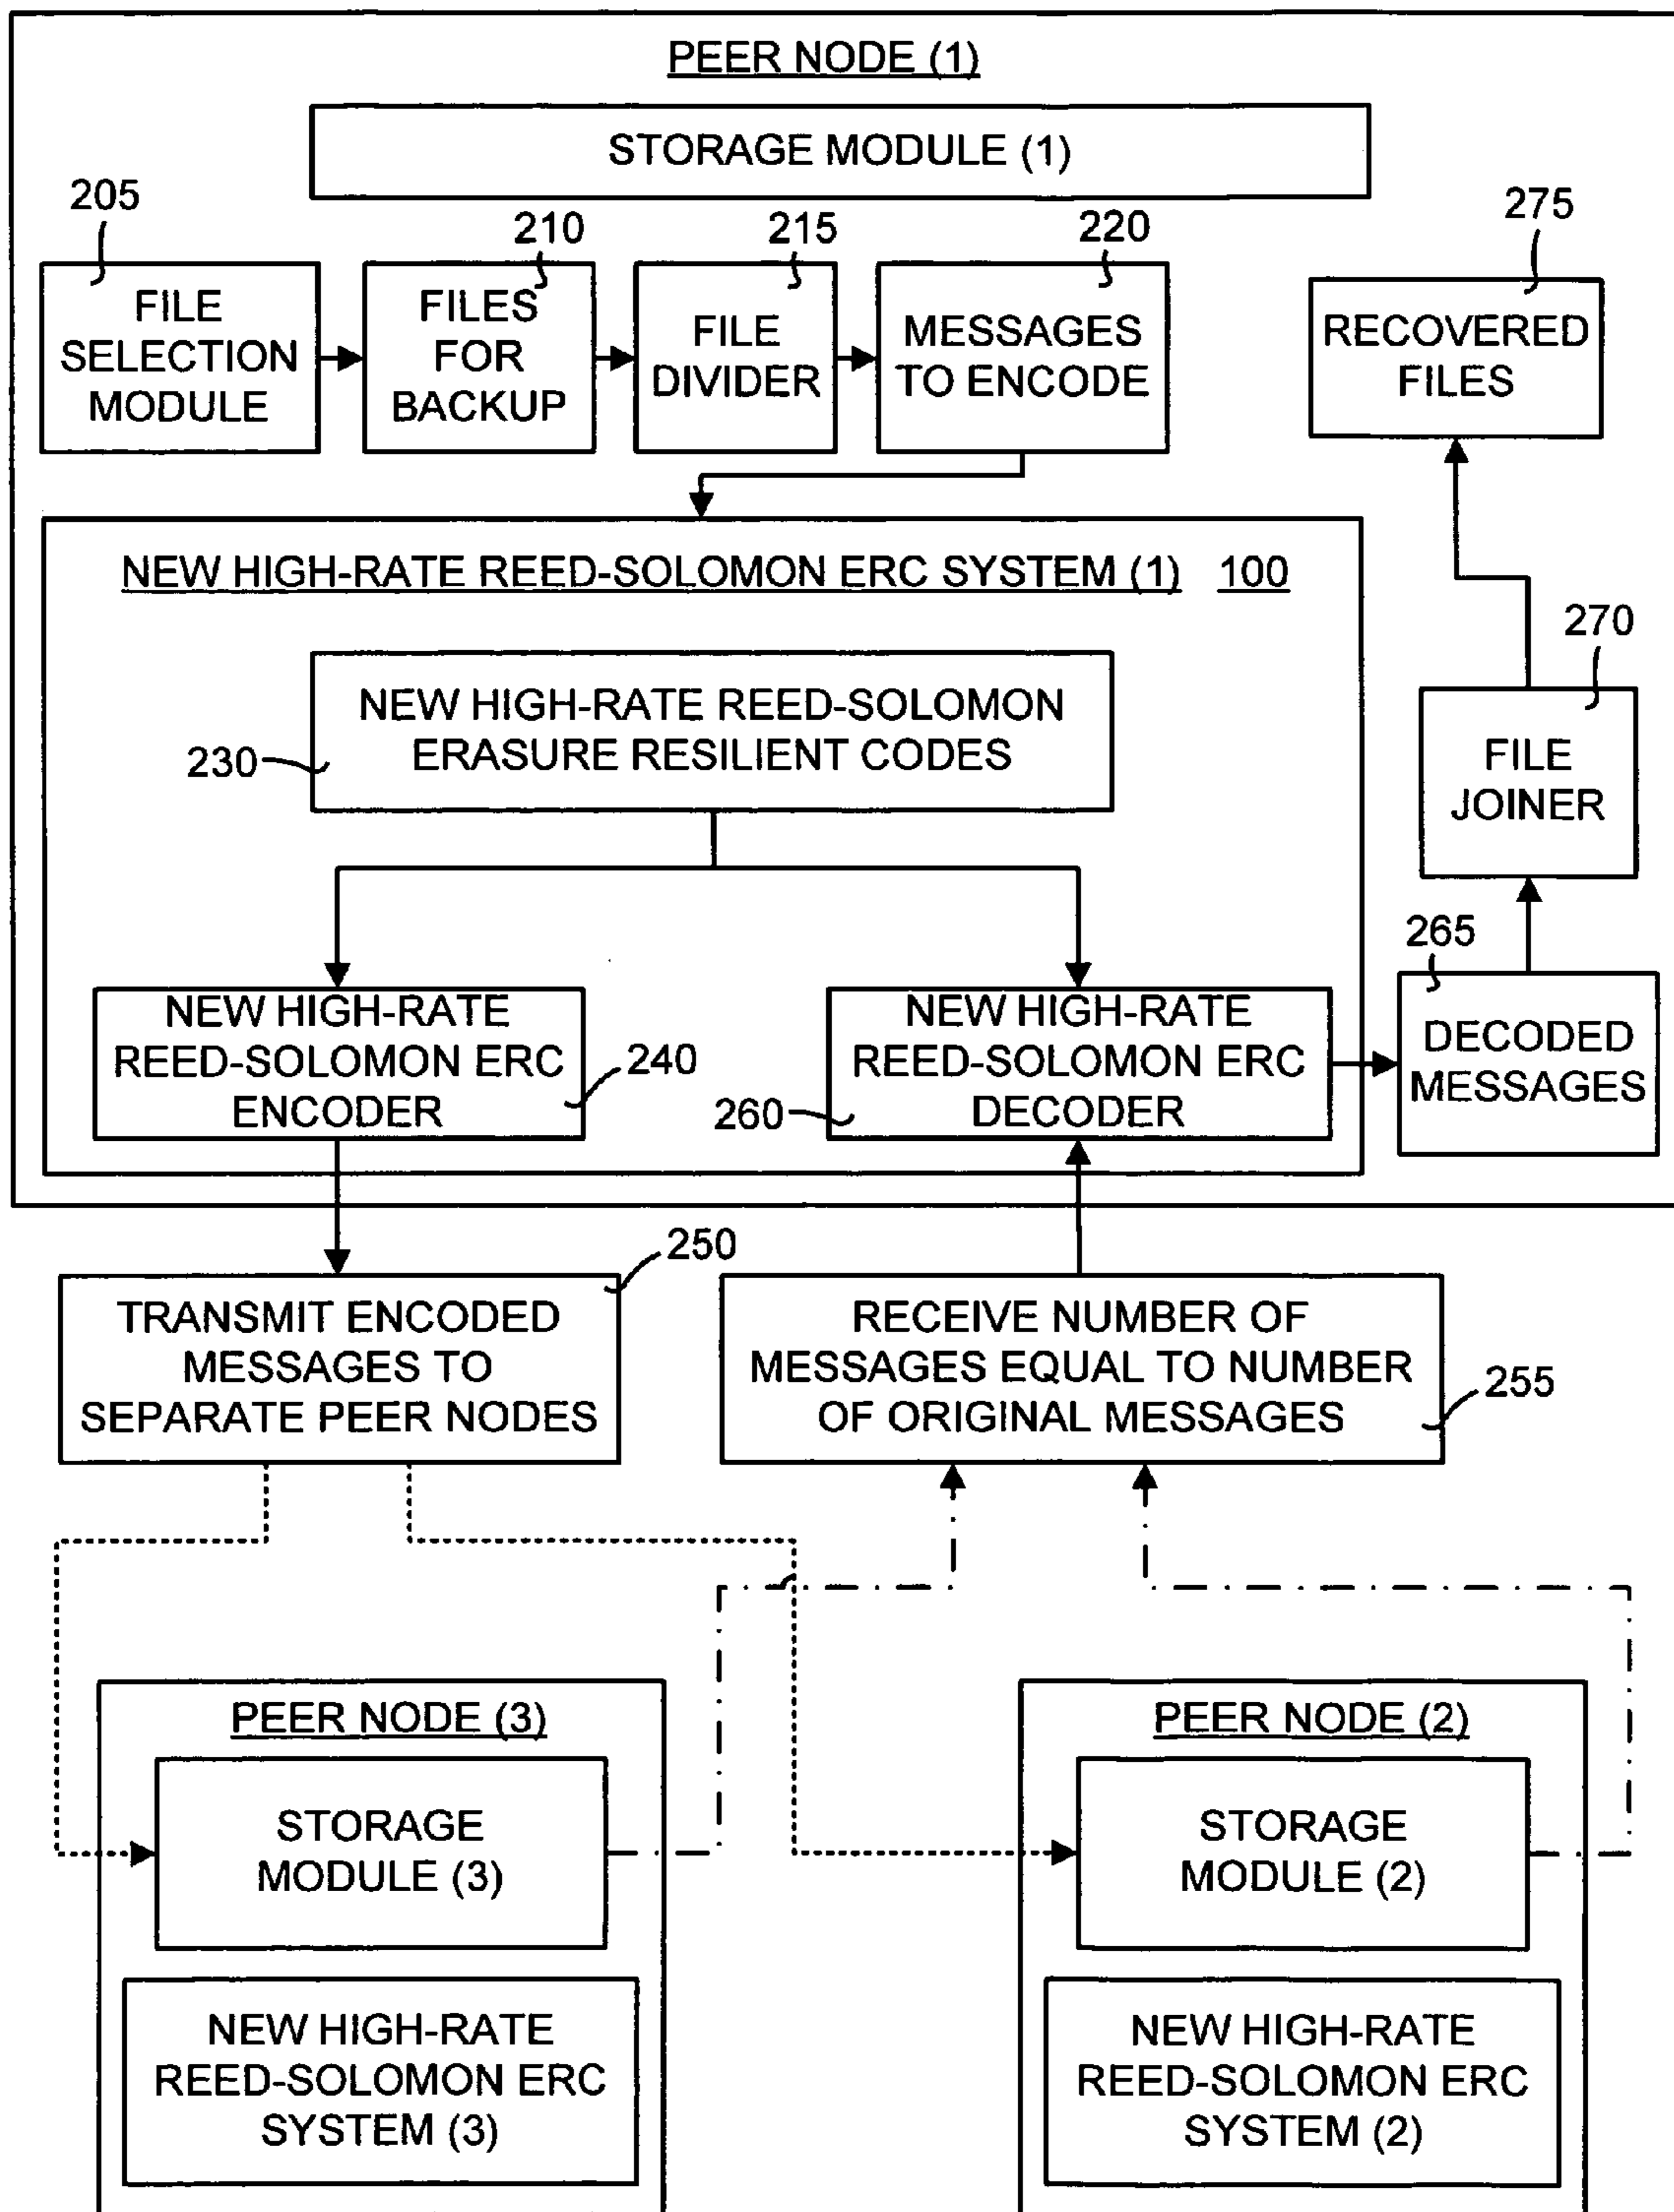 PEER NODE (1)
STORAGE MODULE (1)
205
210
215
220
275
FILE
SELECTION
MODULE
FILES
FOR
BACKUP
FILE
DIVIDER
MESSAGES
TO ENCODE
RECOVERED
FILES
NEW HIGH-RATE REED-SOLOMON ERC SYSTEM (1) 100
270
NEW HIGH-RATE REED-SOLOMON
ERASURE RESILIENT CODES
230
FILE
JOINER
265
NEW HIGH-RATE
REED-SOLOMON ERC
ENCODER
240
NEW HIGH-RATE
REED-SOLOMON ERC
DECODER
260
DECODED
MESSAGES
250
TRANSMIT ENCODED
MESSAGES TO
SEPARATE PEER NODES
RECEIVE NUMBER OF
MESSAGES EQUAL TO NUMBER
OF ORIGINAL MESSAGES
255
PEER NODE (3)
STORAGE
MODULE (3)
NEW HIGH-RATE
REED-SOLOMON ERC
SYSTEM (3)
PEER NODE (2)
STORAGE
MODULE (2)
NEW HIGH-RATE
REED-SOLOMON ERC
SYSTEM (2)